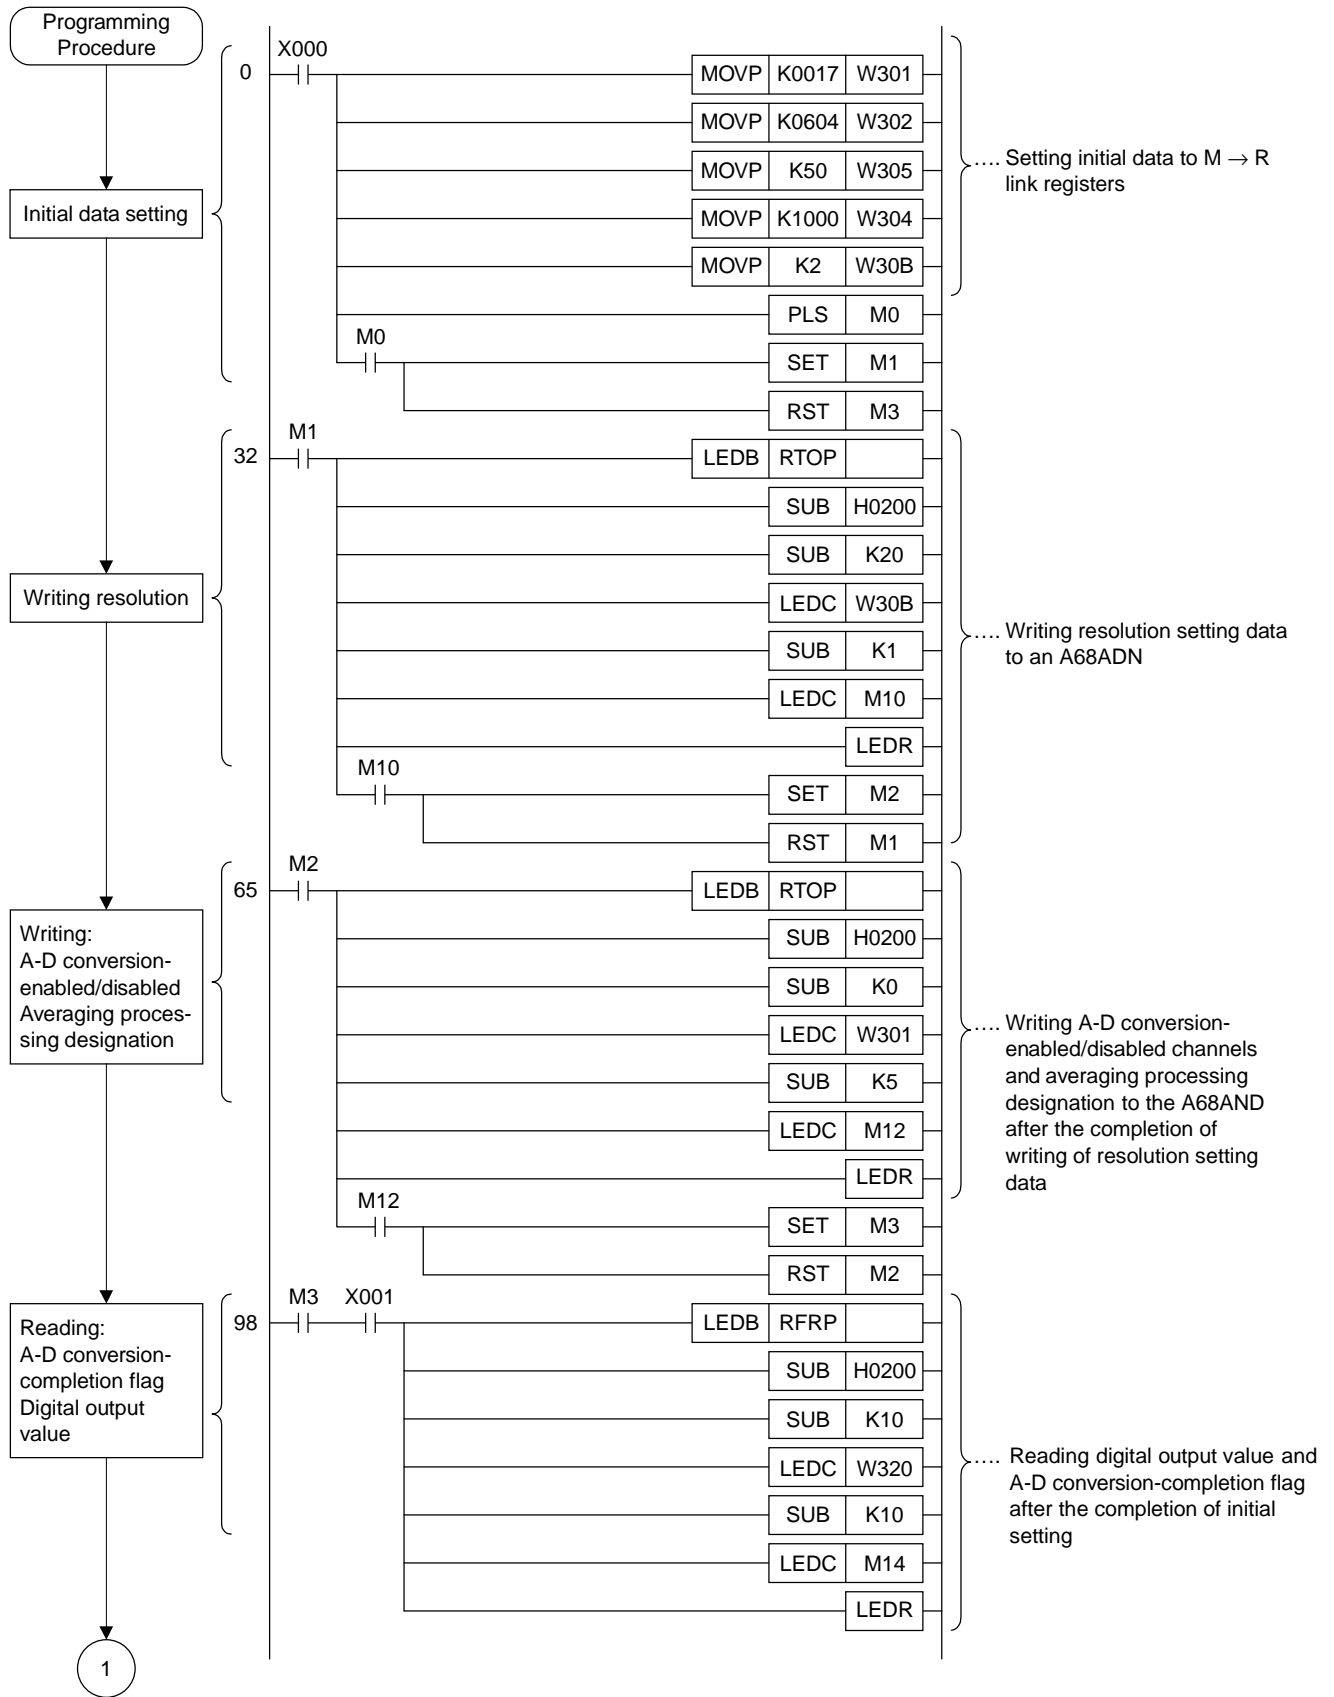 Programming
Procedure
X000
0
MOVP K0017 W301
MOVP K0604 W302
MOVP K50 W305
MOVP K1000 W304
MOVP K2 W30B
.... Setting initial data to M → R
link registers
Initial data setting
PLS M0
M0
SET M1
RST M3
M1
32
LEDB RTOP
SUB H0200
SUB K20
LEDC W30B
SUB K1
LEDC M10
LEDR
Writing resolution
.... Writing resolution setting data
to an A68ADN
M10
SET M2
RST M1
M2
65
LEDB RTOP
SUB H0200
SUB K0
LEDC W301
SUB K5
LEDC M12
LEDR
Writing:
A-D conversion-
enabled/disabled
Averaging proces-
sing designation
.... Writing A-D conversion-
enabled/disabled channels
and averaging processing
designation to the A68AND
after the completion of
writing of resolution setting
data
M12
SET M3
RST M2
M3 X001
98
LEDB RFRP
SUB H0200
SUB K10
LEDC W320
SUB K10
LEDC M14
LEDR
Reading:
A-D conversion-
completion flag
Digital output
value
.... Reading digital output value and
A-D conversion-completion flag
after the completion of initial
setting
1